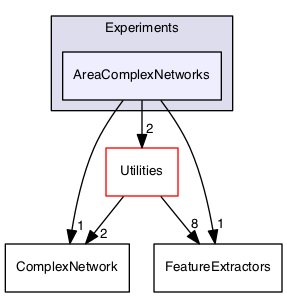 Experiments
AreaComplexNetworks
2
Utilities
1
2
8
1
ComplexNetwork
FeatureExtractors